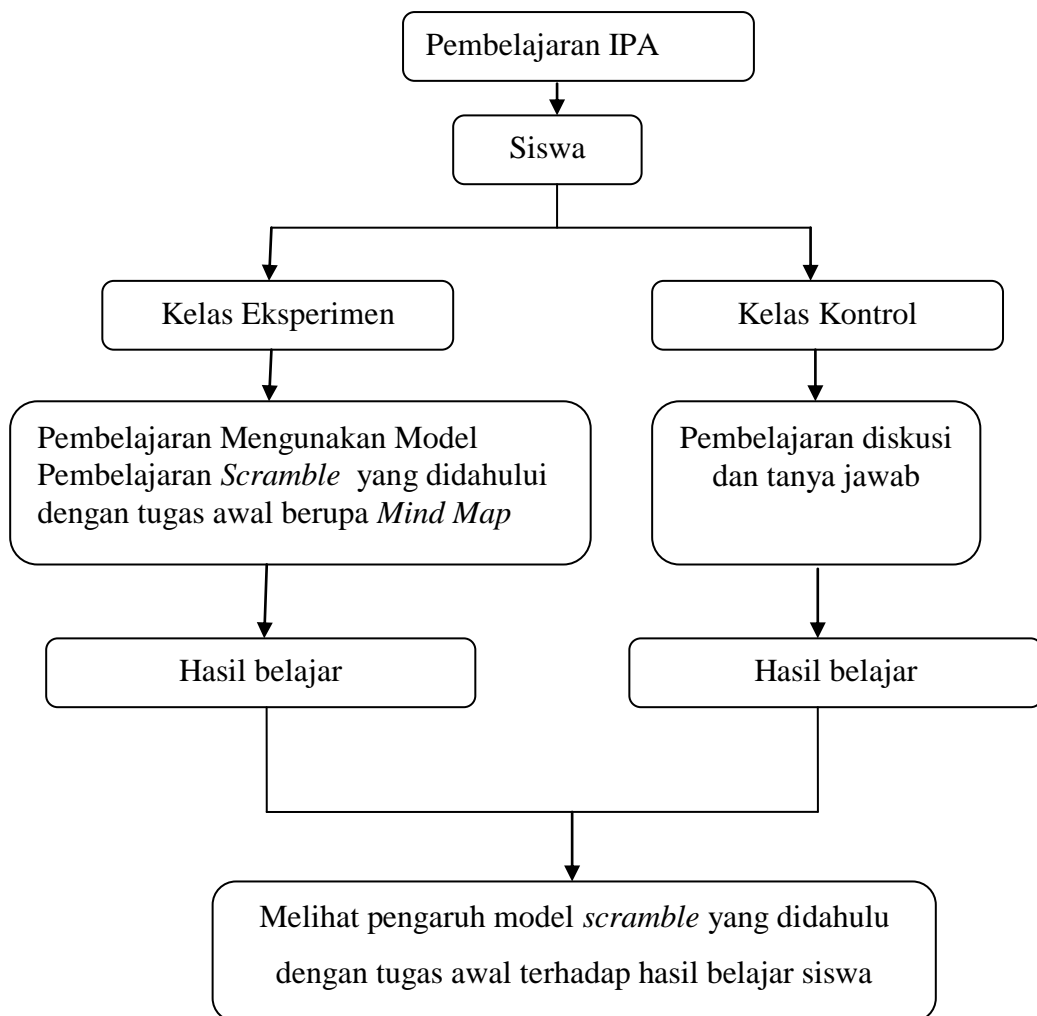 Pembelajaran IPA
Siswa
Kelas Eksperimen
Kelas Kontrol
Pembelajaran Mengunakan Model
Pembelajaran Scramble yang didahului
dengan tugas awal berupa Mind Map
Pembelajaran diskusi
dan tanya jawab
Hasil belajar
Hasil belajar
Melihat pengaruh model scramble yang didahulu
dengan tugas awal terhadap hasil belajar siswa